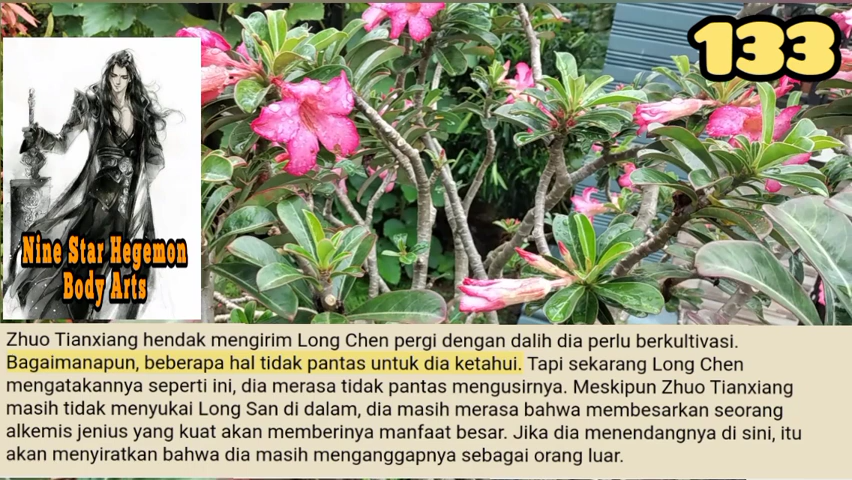 133
Nine Star Hegemon
Body Arts
Zhuo Tianxiang hendak mengirim Long Chen pergi dengan dalih dia perlu berkultivasi.
Bagaimanapun, beberapa hal tidak pantas untuk dia ketahui. Tapi sekarang Long Chen
mengatakannya seperti ini, dia merasa tidak pantas mengusirnya. Meskipun Zhuo Tianxiang
masih tidak menyukai Long San di dalam, dia masih merasa bahwa membesarkan seorang
alkemis jenius yang kuat akan memberinya manfaat besar. Jika dia menendangnya di sini, itu
akan menyiratkan bahwa dia masih menganggapnya sebagai orang luar.